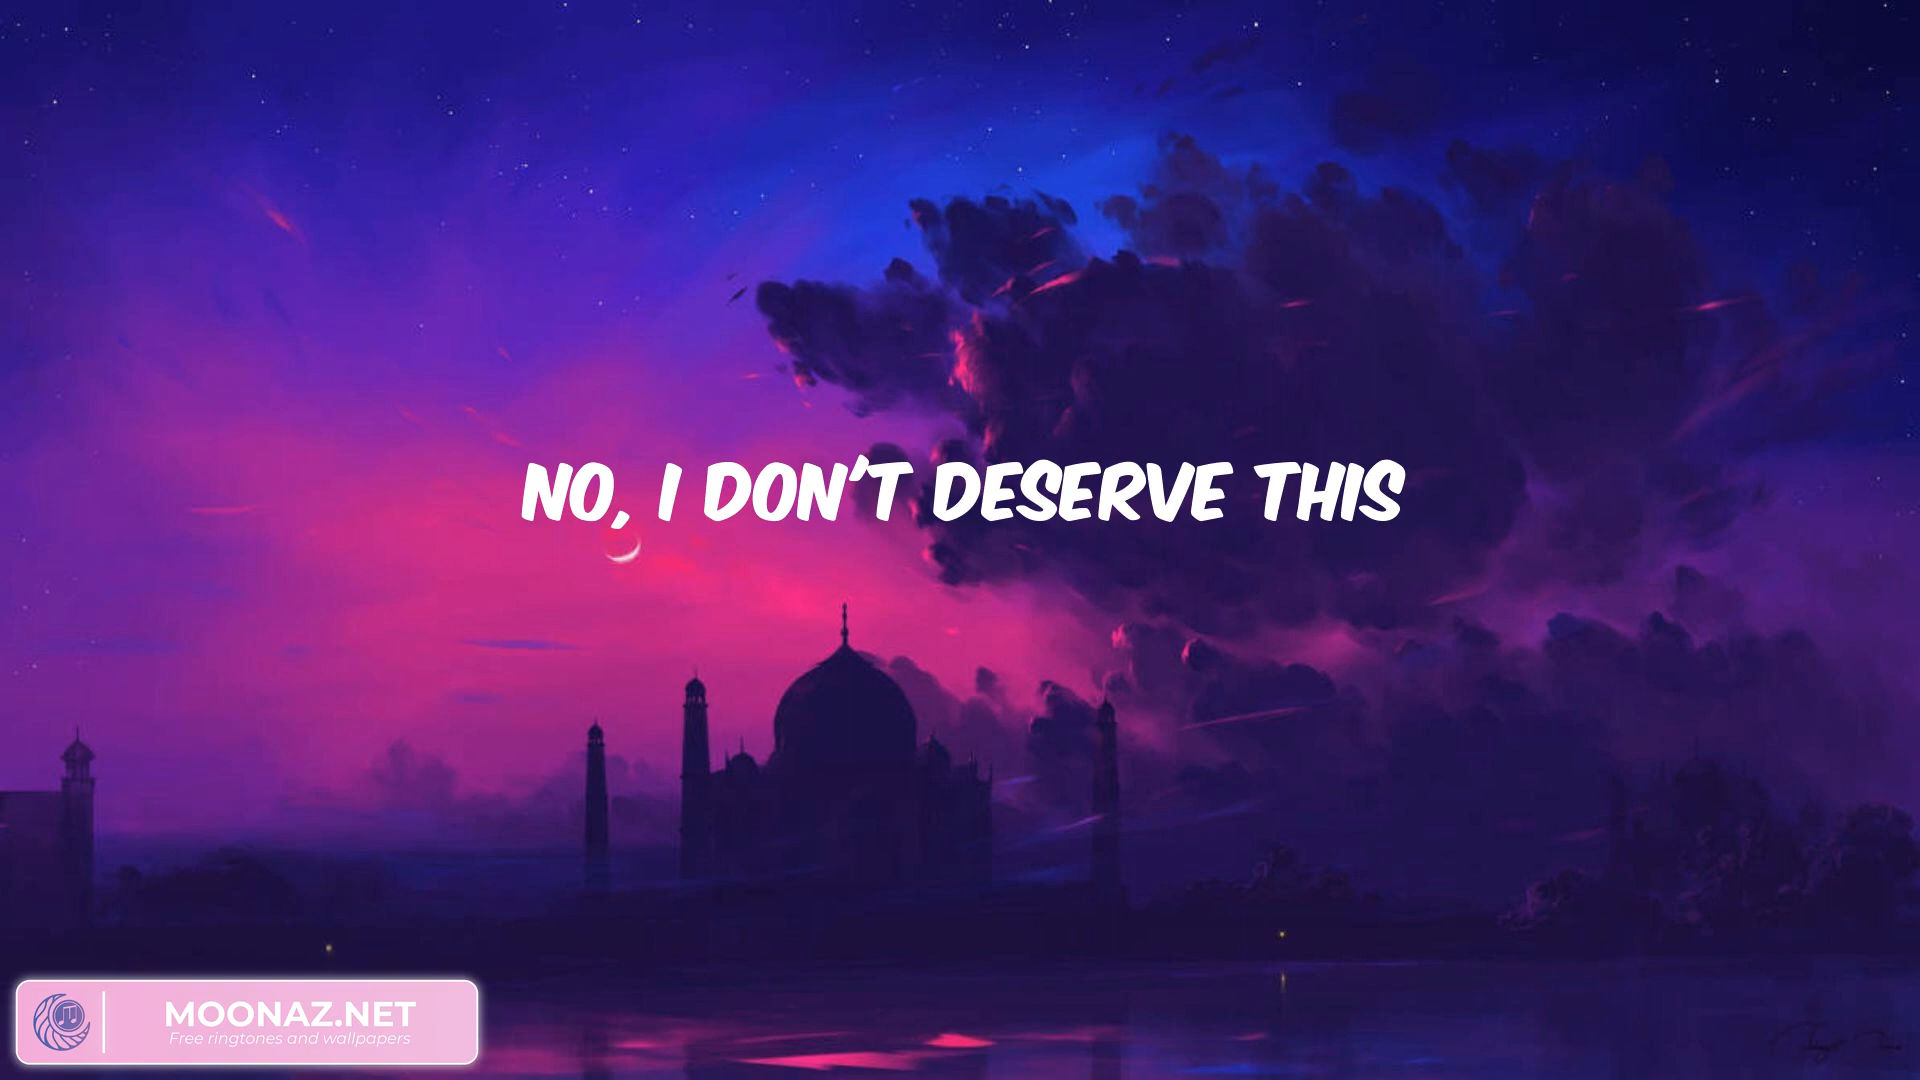 NO, I DON'T DESERVE THIS
MOONAZ.NET
Free ringtones and wallpapers